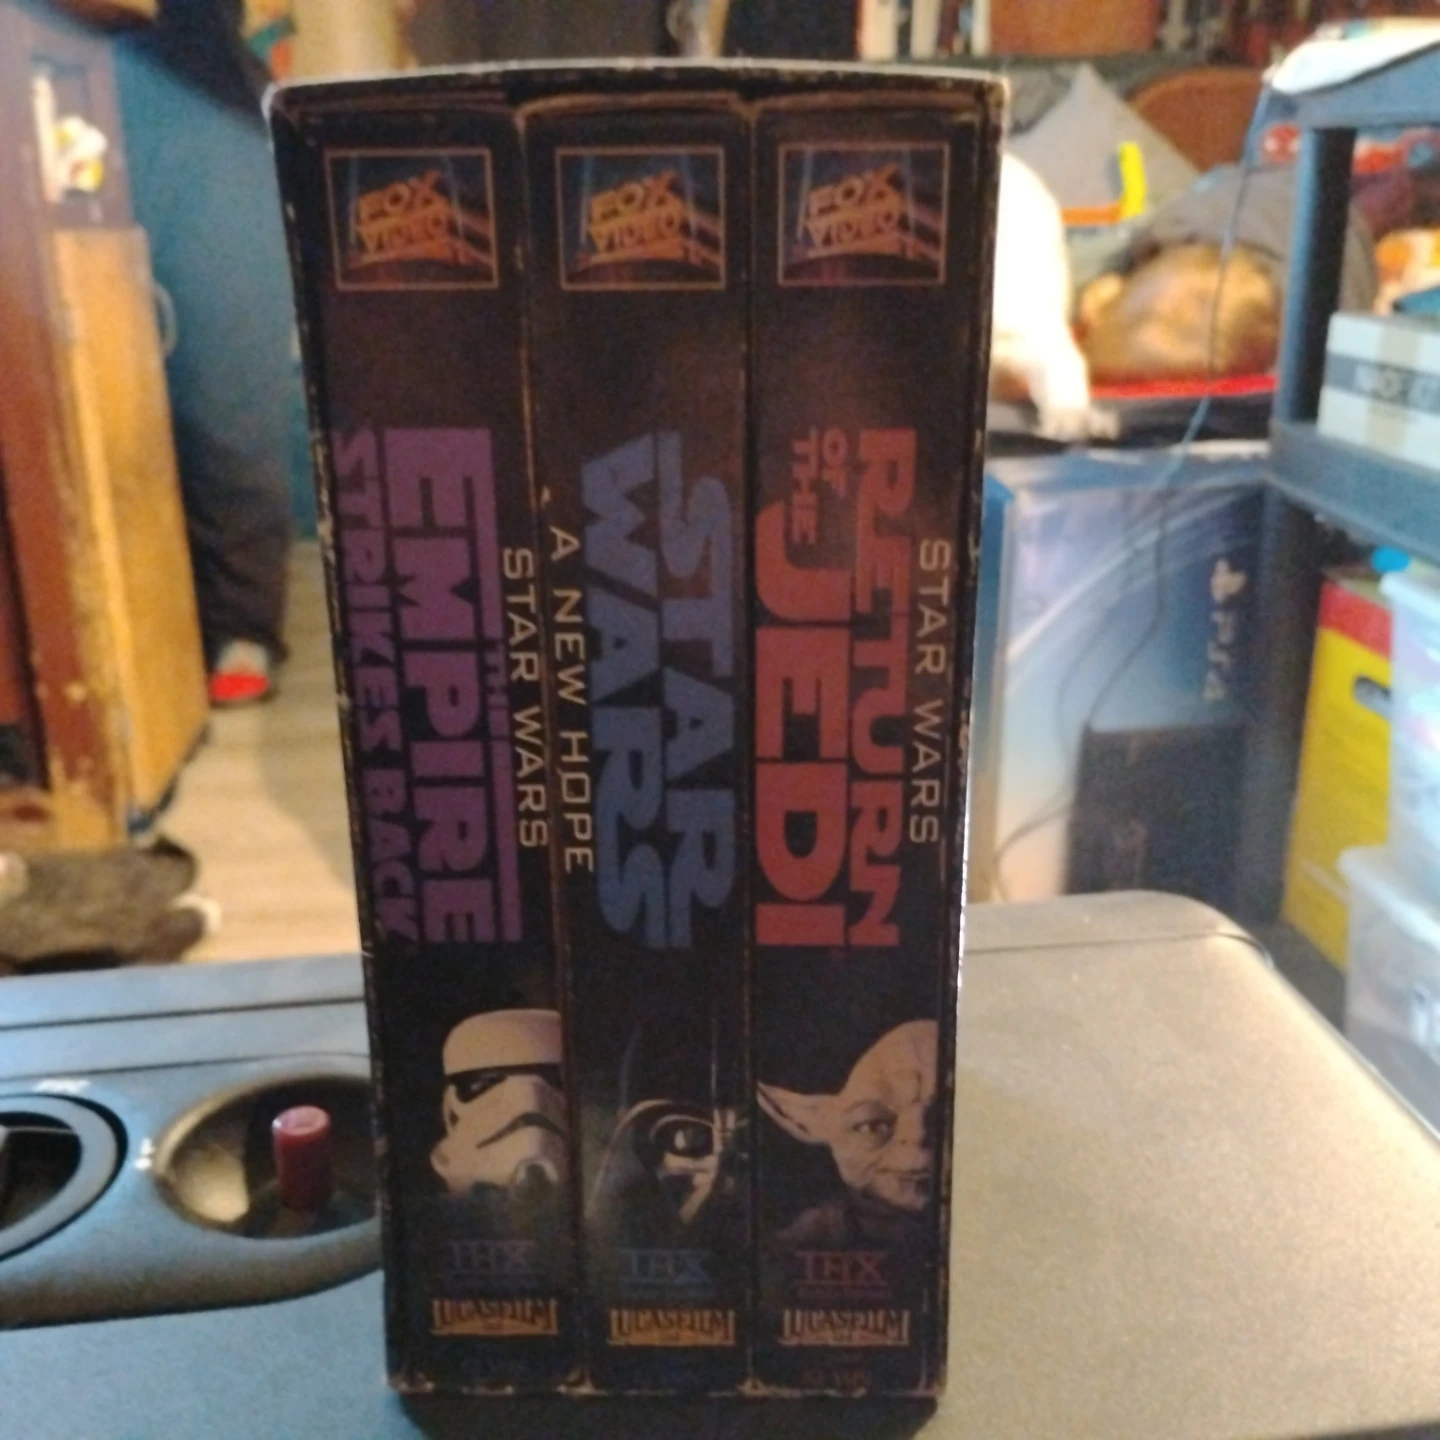 FOX
VIDEO
STAR WARS
THE
EMPIRE
STRIKES BACK
THX
LUCASFILM
FOX
VIDEO
STAR
WARS
A NEW HOPE
THX
LUCASFILM
FOX
VIDEO
STAR WARS
RETURN
OF THE
JEDI
THX
LUCASFILM
PS4